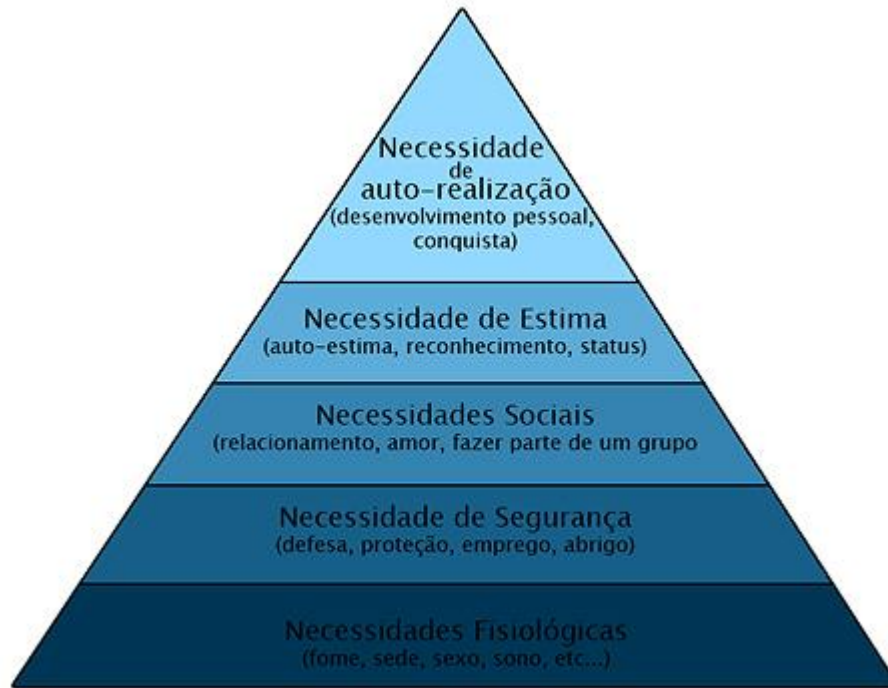 Necessidade
de
auto-realização
(desenvolvimento pessoal,
conquista)
Necessidade de Estima
(auto-estima, reconhecimento, status)
Necessidades Sociais
(relacionamento, amor, fazer parte de um grupo
Necessidade de Segurança
(defesa, proteção, emprego, abrigo)
Necessidades Fisiológicas
(fome, sede, sexo, sono, etc...)